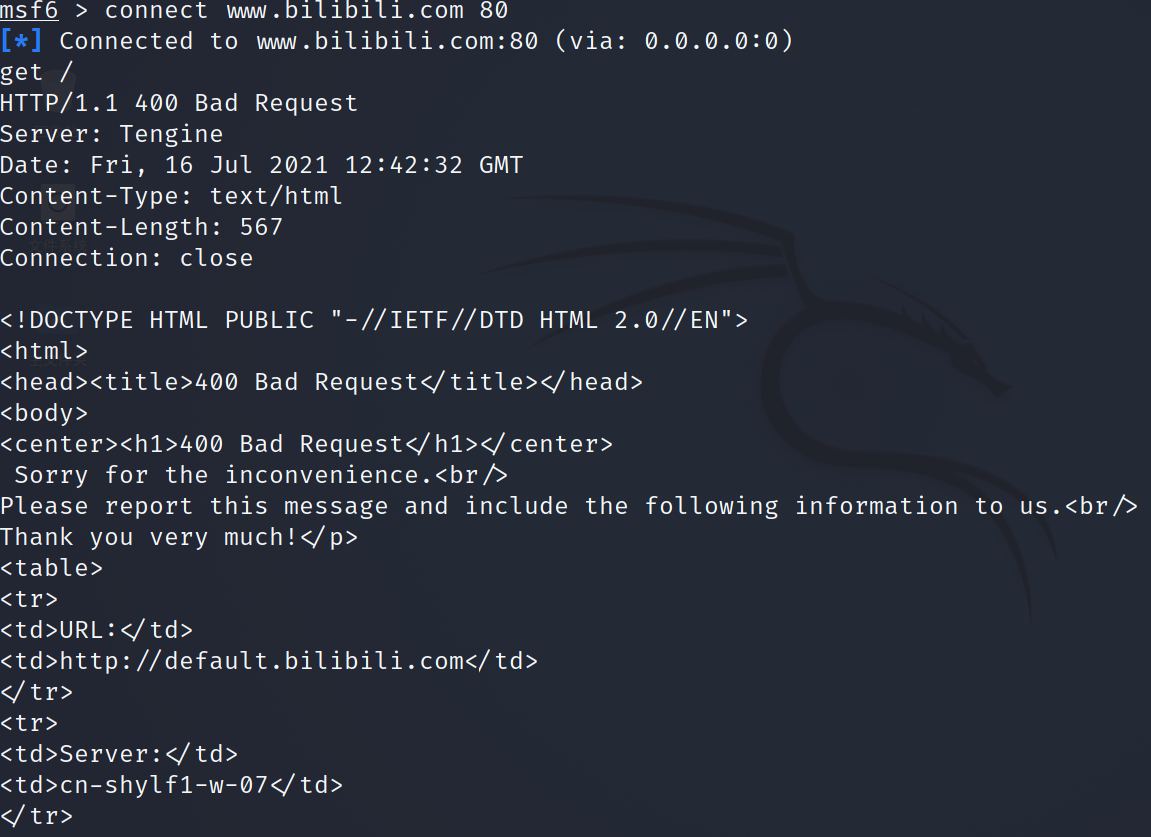 msf6 > connect www.bilibili.com 80
[*] Connected to www.bilibili.com:80 (via: 0.0.0.0:0)
get /
HTTP/1.1 400 Bad Request
Server: Tengine
Date: Fri, 16 Jul 2021 12:42:32 GMT
Content-Type: text/html
Content-Length: 567
Connection: close

<!DOCTYPE HTML PUBLIC "-//IETF//DTD HTML 2.0//EN">
<html>
<head><title>400 Bad Request</title></head>
<body>
<center><h1>400 Bad Request</h1></center>
 Sorry for the inconvenience.<br/>
Please report this message and include the following information to us.<br/>
Thank you very much!</p>
<table>
<tr>
<td>URL:</td>
<td>http://default.bilibili.com</td>
</tr>
<tr>
<td>Server:</td>
<td>cn-shylf1-w-07</td>
</tr>